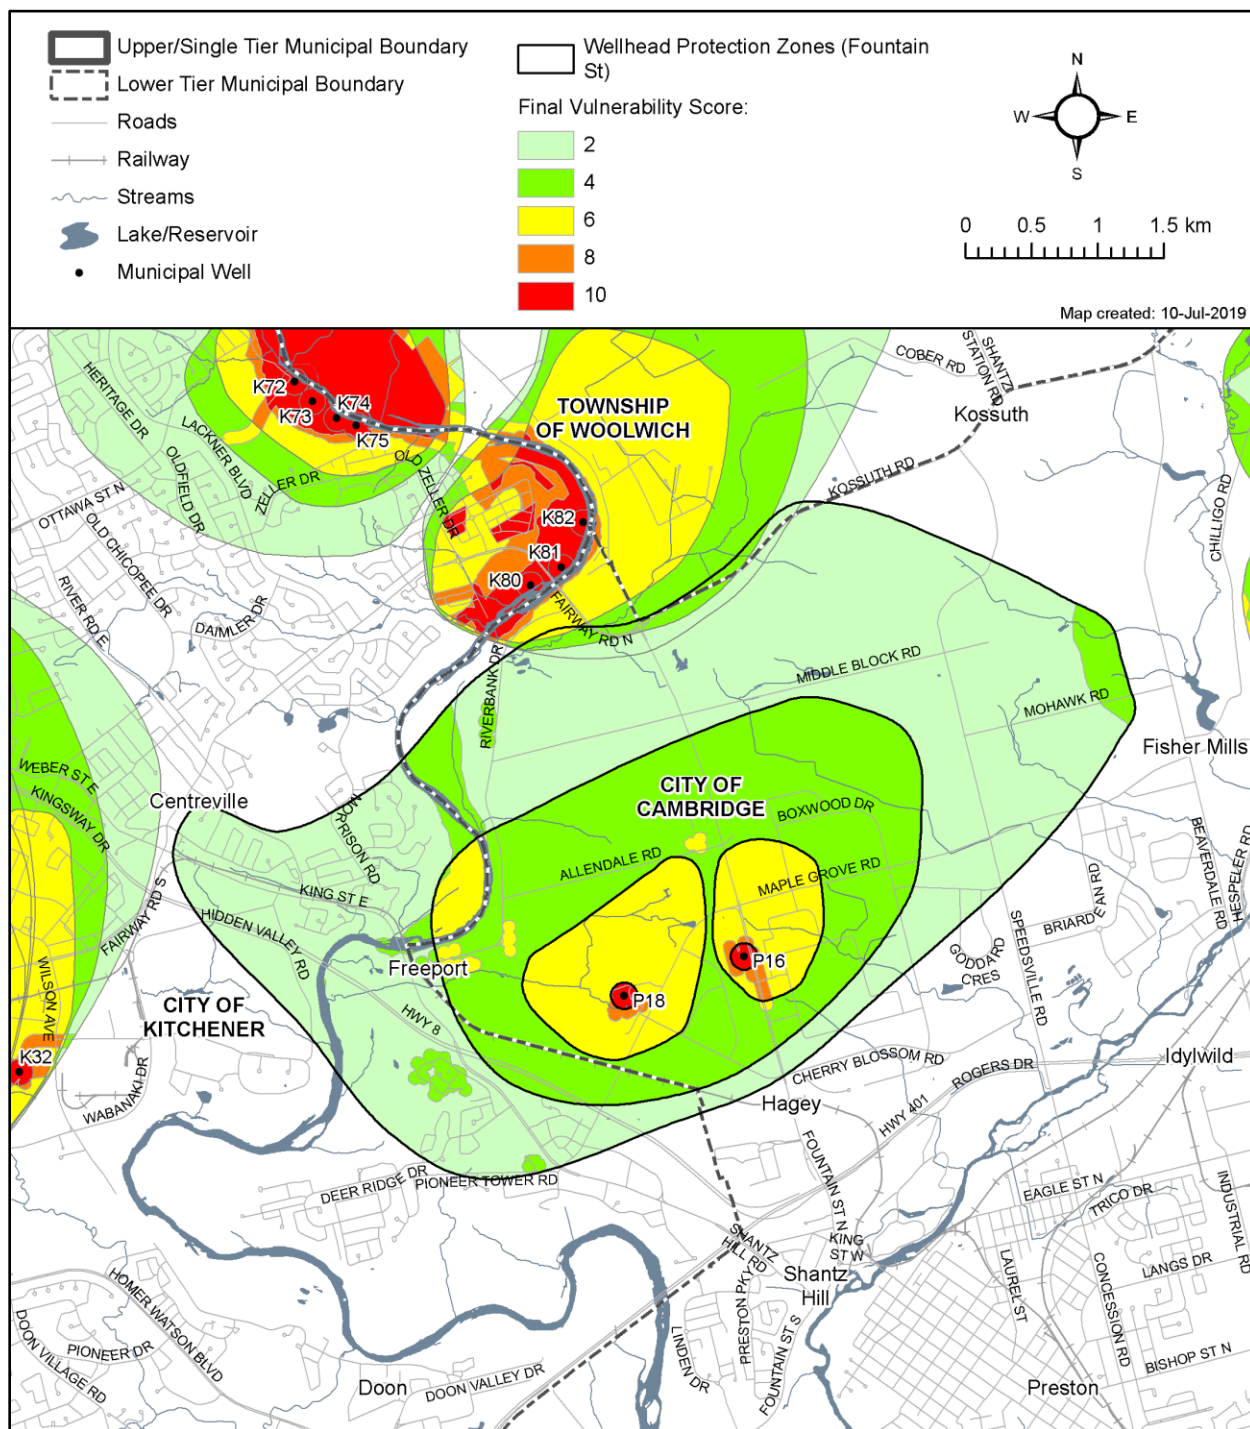 Upper/Single Tier Municipal Boundary
Lower Tier Municipal Boundary
Roads
Railway
Streams
Lake/Reservoir
Municipal Well
Wellhead Protection Zones (Fountain
St)
Final Vulnerability Score:
2
4
6
8
10
N
W
E
S
0 0.5 1 1.5 km
Map created: 10-Jul-2019
HERITAGE DR
LACKNER BLVD
OLDFIELD DR
ZELLER DR
OTTAWA ST N
OLD CHICOPEE DR
RIVER RD E
DAIMLER DR
K72
K73
K74
K75
OLD ZELLER DR
TOWNSHIP
OF WOOLWICH
COBER RD
SHANTZ
STATION RD
Kossuth
KOSSUTH RD
CHILLIGO RD
K82
K81
K80
FAIRWAY RD N
RIVERBANK DR
MIDDLE BLOCK RD
MOHAWK RD
Fisher Mills
WEBER ST E
KINGSWAY DR
Centreville
MORRISON RD
CITY OF
CAMBRIDGE
BOXWOOD DR
ALLENDALE RD
MAPLE GROVE RD
BEAVERDALE RD
HESPELER RD
KING ST E
HIDDEN VALLEY RD
FAIRWAY RD S
WILSON AVE
BRIARDEAN RD
GODDARD
CRES
SPEEDSVILLE RD
Freeport
P16
P18
CITY OF
KITCHENER
HWY 8
K32
WABANAKI DR
CHERRY BLOSSOM RD
ROGERS DR
Idylwild
Hagey
HWY 401
FOUNTAIN ST N
DEER RIDGE DR
PIONEER TOWER RD
EAGLE ST N
TRICO DR
INDUSTRIAL RD
SHANTZ
HILL RD
KING
ST W
Shantz
Hill
LAUREL ST
CONCESSION RD
LANGS DR
HOMER WATSON BLVD
PIONEER DR
DOON VILLAGE RD
Doon
DOON VALLEY DR
LINDEN DR
PRESTON PKY
FOUNTAIN ST S
BISHOP ST N
Preston